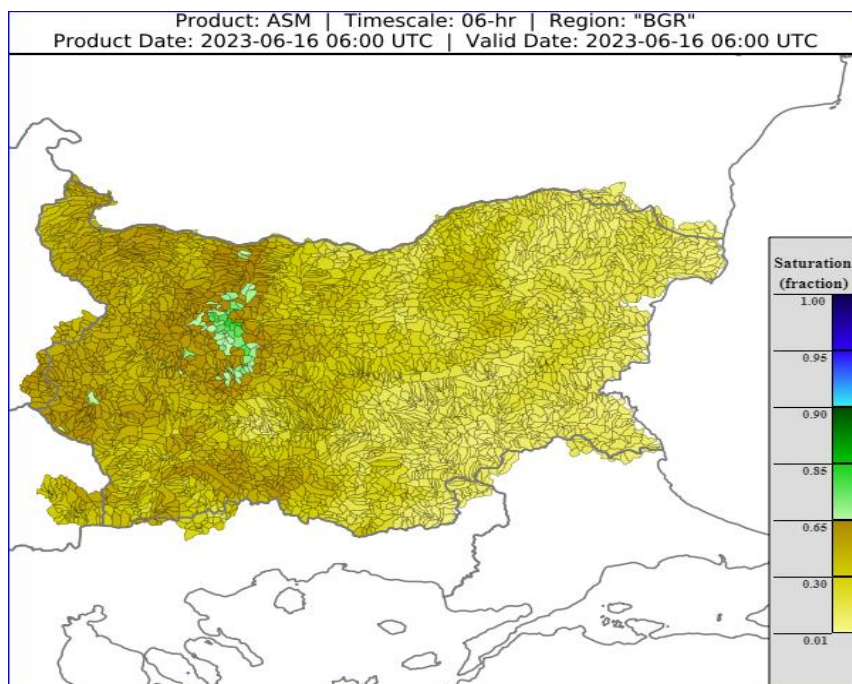 Product: ASM | Timescale: 06-hr | Region: "BGR"
Product Date: 2023-06-16 06:00 UTC | Valid Date: 2023-06-16 06:00 UTC
Saturation
(fraction)
1.00
0.95
0.90
0.85
0.65
0.30
0.01